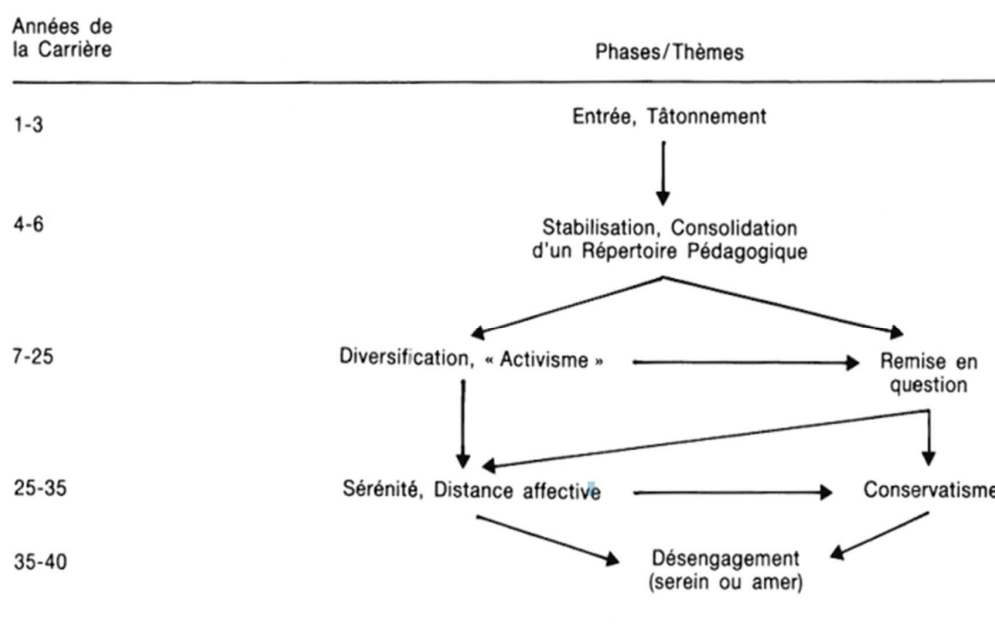 Années de
la Carrière
Phases/Thèmes
1-3
Entrée, Tâtonnement
4-6
Stabilisation, Consolidation
d'un Répertoire Pédagogique
7-25
Diversification, « Activisme »
Remise en
question
25-35
Sérénité, Distance affective
Conservatisme
35-40
Désengagement
(serein ou amer)